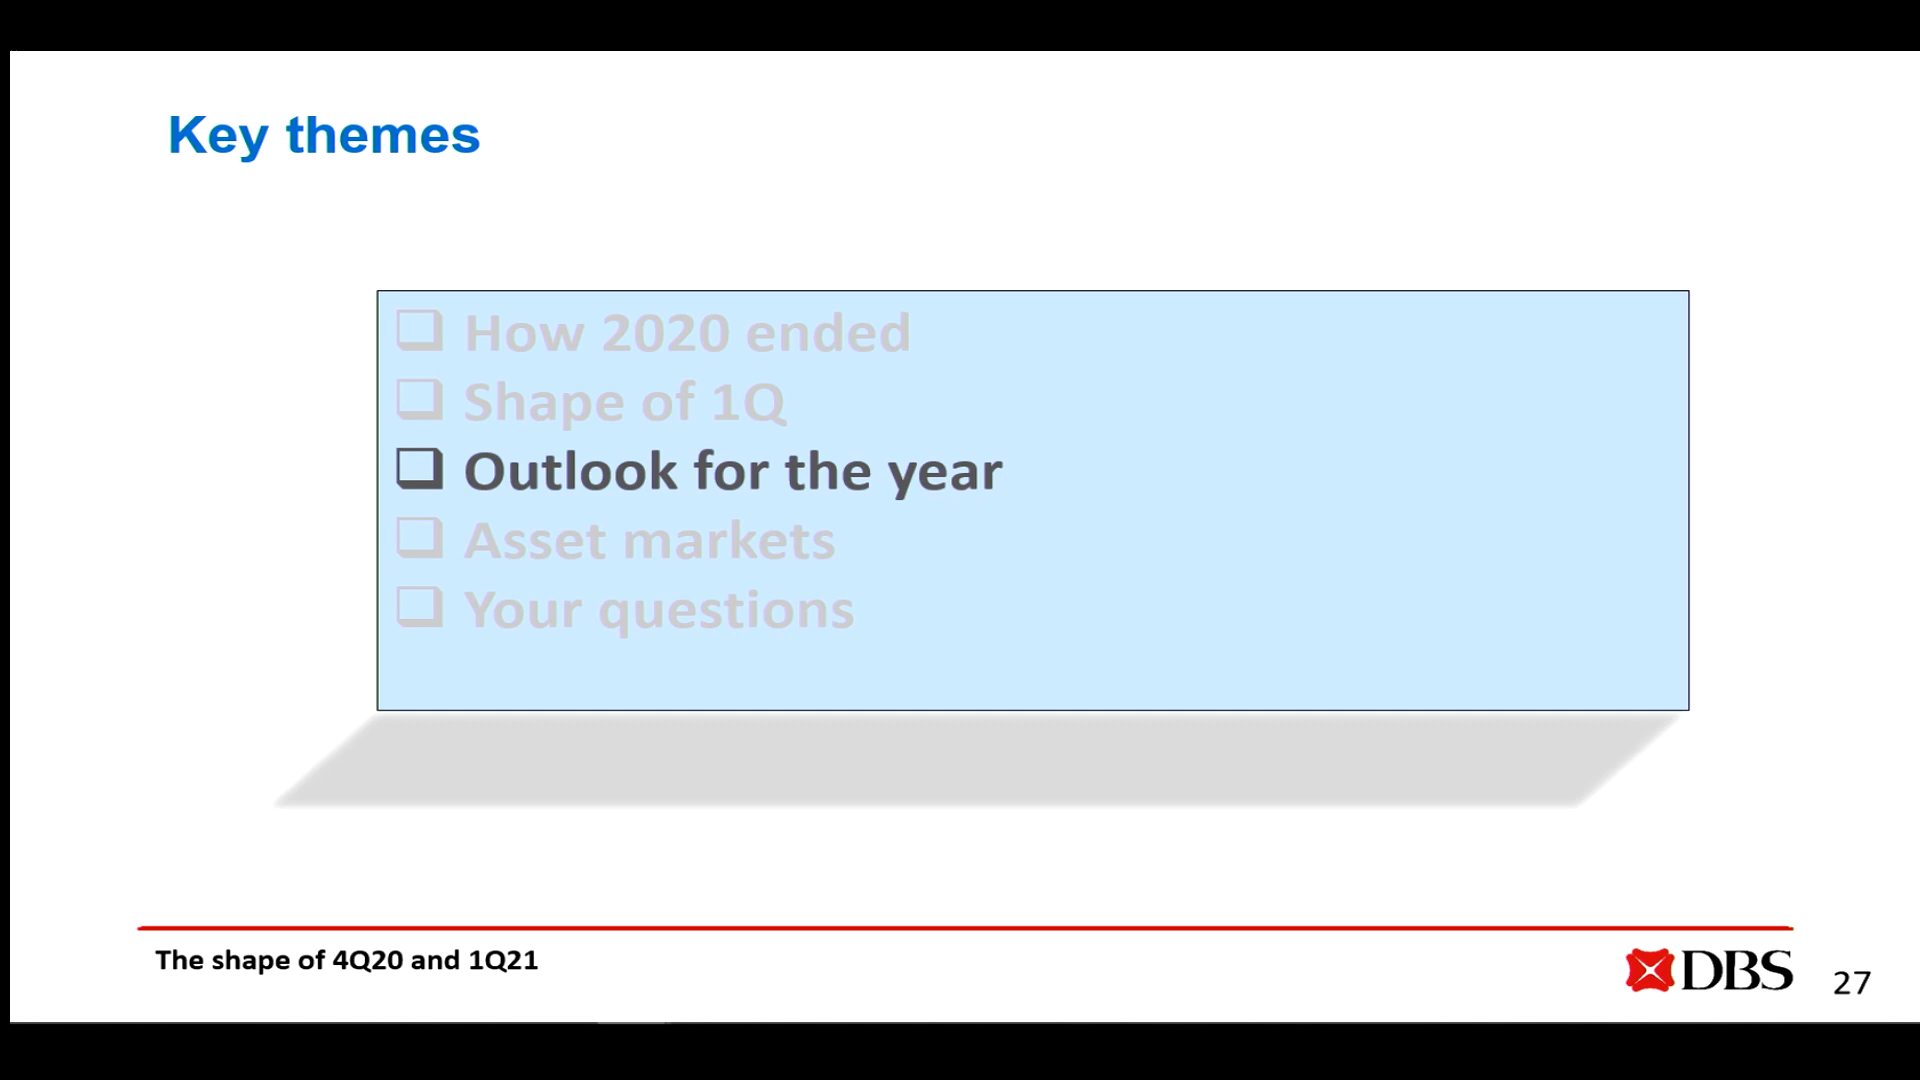 Key themes
How 2020 ended
Shape of 1Q
Outlook for the year
Asset markets
Your questions
The shape of 4Q20 and 1Q21
DBS
27